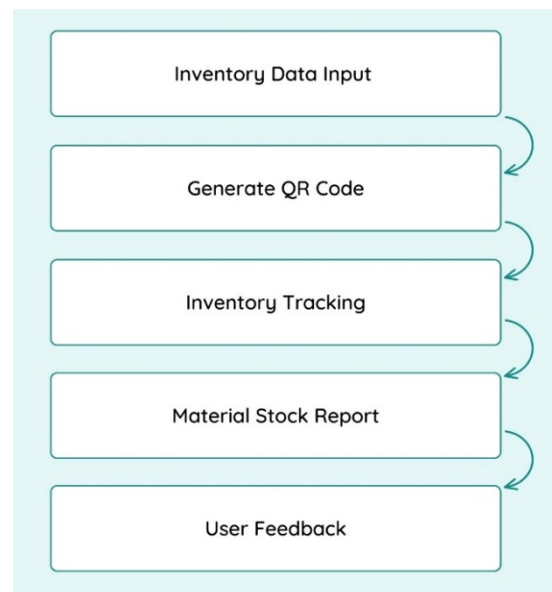 Inventory Data Input
Generate QR Code
Inventory Tracking
Material Stock Report
User Feedback